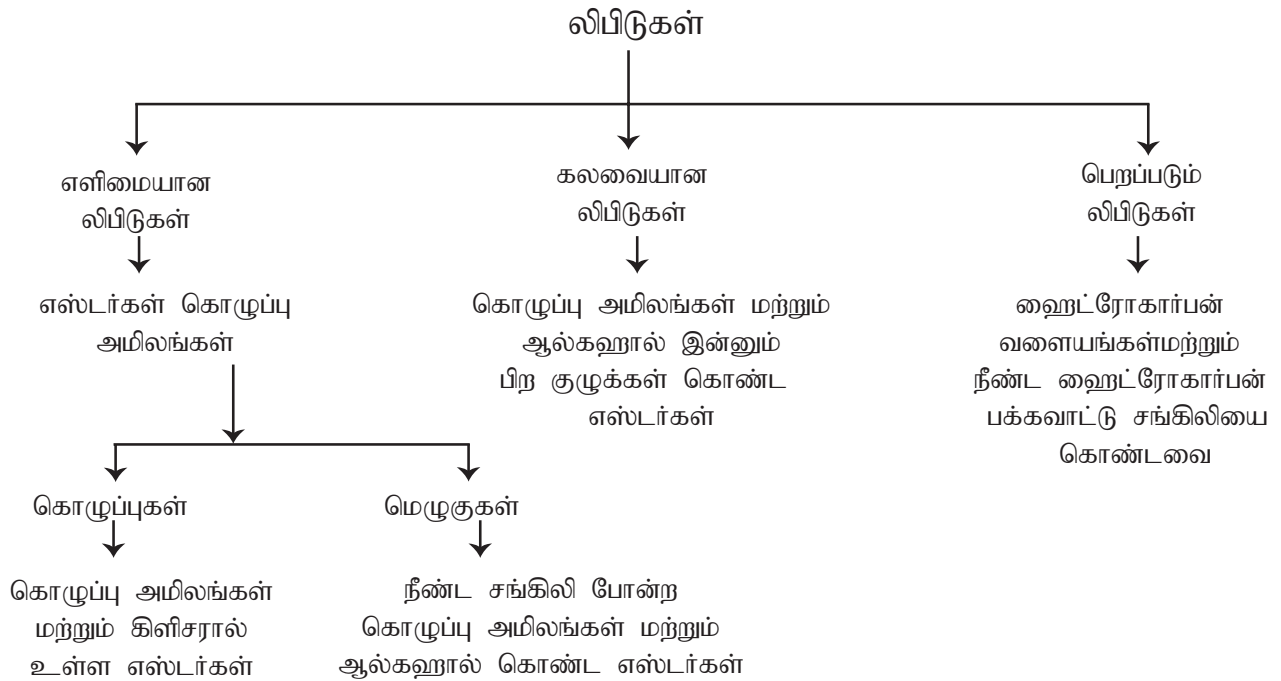 லிபிடுகள்
எளிமையான
லிபிடுகள்
கலவையான
லிபிடுகள்
பெறப்படும்
லிபிடுகள்
எஸ்டர்கள் கொழுப்பு
அமிலங்கள்
கொழுப்பு அமிலங்கள் மற்றும்
ஆல்கஹால் இன்னும்
பிற குழுக்கள் கொண்ட
எஸ்டர்கள்
ஹைட்ரோகார்பன்
வளையங்கள்மற்றும்
நீண்ட ஹைட்ரோகார்பன்
பக்கவாட்டு சங்கிலியை
கொண்டவை
கொழுப்புகள்
மெழுகுகள்
கொழுப்பு அமிலங்கள்
மற்றும் கிளிசரால்
உள்ள எஸ்டர்கள்
நீண்ட சங்கிலி போன்ற
கொழுப்பு அமிலங்கள் மற்றும்
ஆல்கஹால் கொண்ட எஸ்டர்கள்